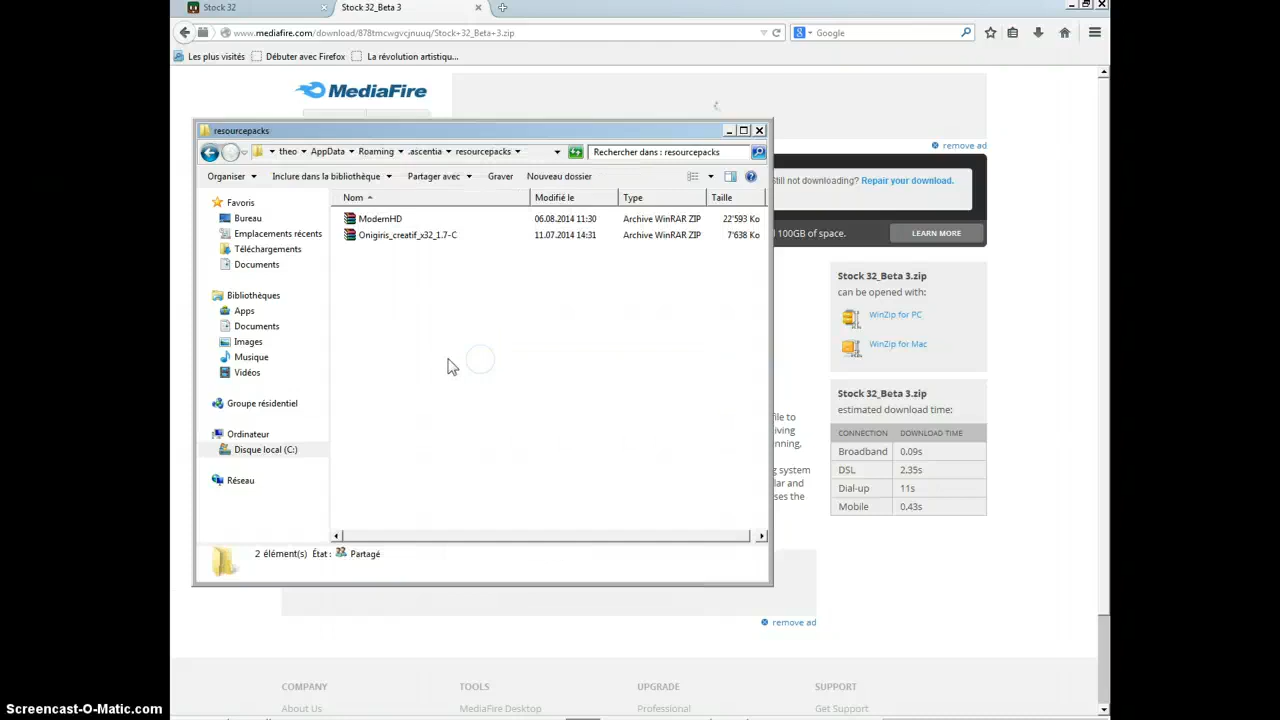 Stock 32
Stock 32_Beta 3
www.mediafire.com/download/878tmcwgvcjnuuq/Stock+32_Beta+3.zip
Google
Les plus visités
Débuter avec Firefox
La révolution artistiqu...
MediaFire
remove ad
resourcepacks
theo
AppData
Roaming
.ascentia
resourcepacks
Rechercher dans : resourcepacks
Organiser
Inclure dans la bibliothèque
Partager avec
Graver
Nouveau dossier
Still not downloading? Repair your download.
100GB of space.
LEARN MORE
Favoris
Bureau
Emplacements récents
Téléchargements
Documents
Bibliothèques
Apps
Documents
Images
Musique
Vidéos
Groupe résidentiel
Ordinateur
Disque local (C:)
Réseau
Nom Modifié le Type Taille
ModernHD 06.08.2014 11:30 Archive WinRAR ZIP 22'593 Ko
Onigiris_creatif_x32_1.7-C 11.07.2014 14:31 Archive WinRAR ZIP 7'638 Ko
2 élément(s) État : Partagé
Stock 32_Beta 3.zip
can be opened with:
WinZip for PC
WinZip for Mac
file to
nning,
g system
lar and
ses the
Stock 32_Beta 3.zip
estimated download time:
CONNECTION DOWNLOAD TIME
Broadband 0.09s
DSL 2.35s
Dial-up 11s
Mobile 0.43s
remove ad
COMPANY TOOLS UPGRADE SUPPORT
About Us MediaFire Desktop Professional Get Support
Screencast-O-Matic.com